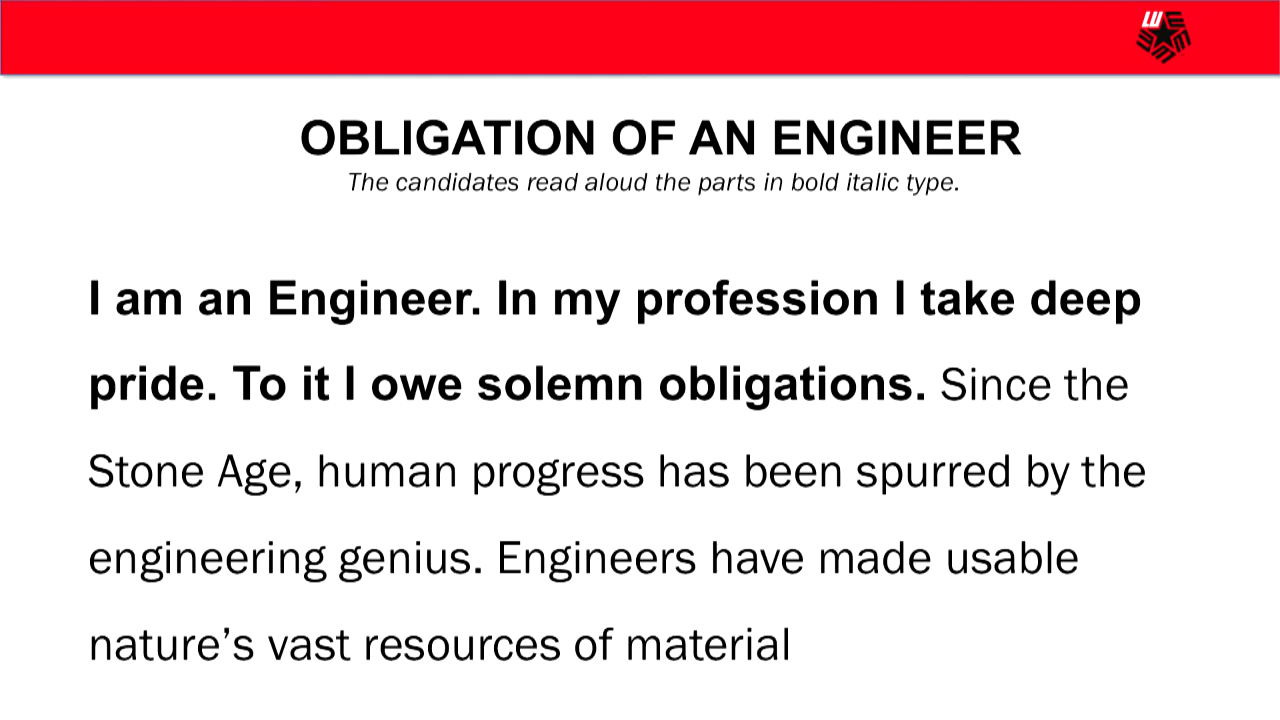 OBLIGATION OF AN ENGINEER
The candidates read aloud the parts in bold italic type.
I am an Engineer. In my profession I take deep
pride. To it I owe solemn obligations. Since the
Stone Age, human progress has been spurred by the
engineering genius. Engineers have made usable
nature’s vast resources of material